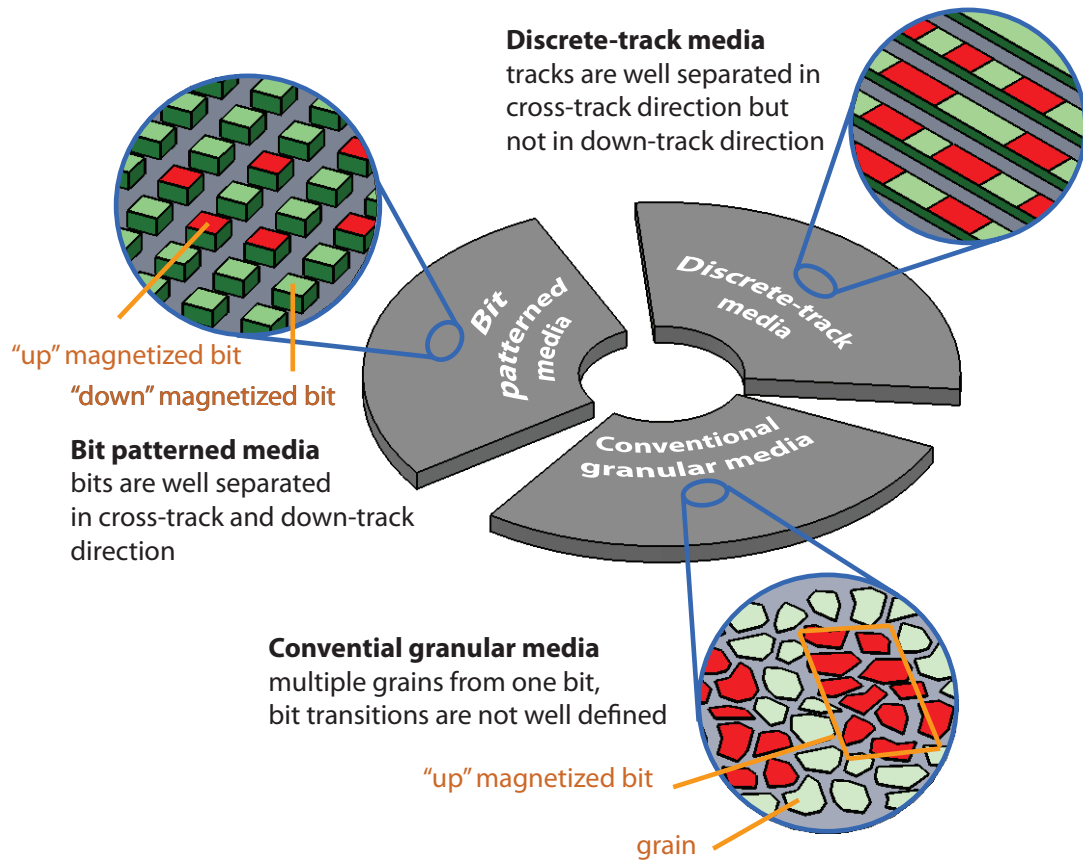 Discrete-track media
tracks are well separated in
cross-track direction but
not in down-track direction
Discrete-track
media
Bit
patterned
media
"up" magnetized bit
"down" magnetized bit
Bit patterned media
bits are well separated
in cross-track and down-track
direction
Conventional
granular media
Convential granular media
multiple grains from one bit,
bit transitions are not well defined
"up" magnetized bit
grain